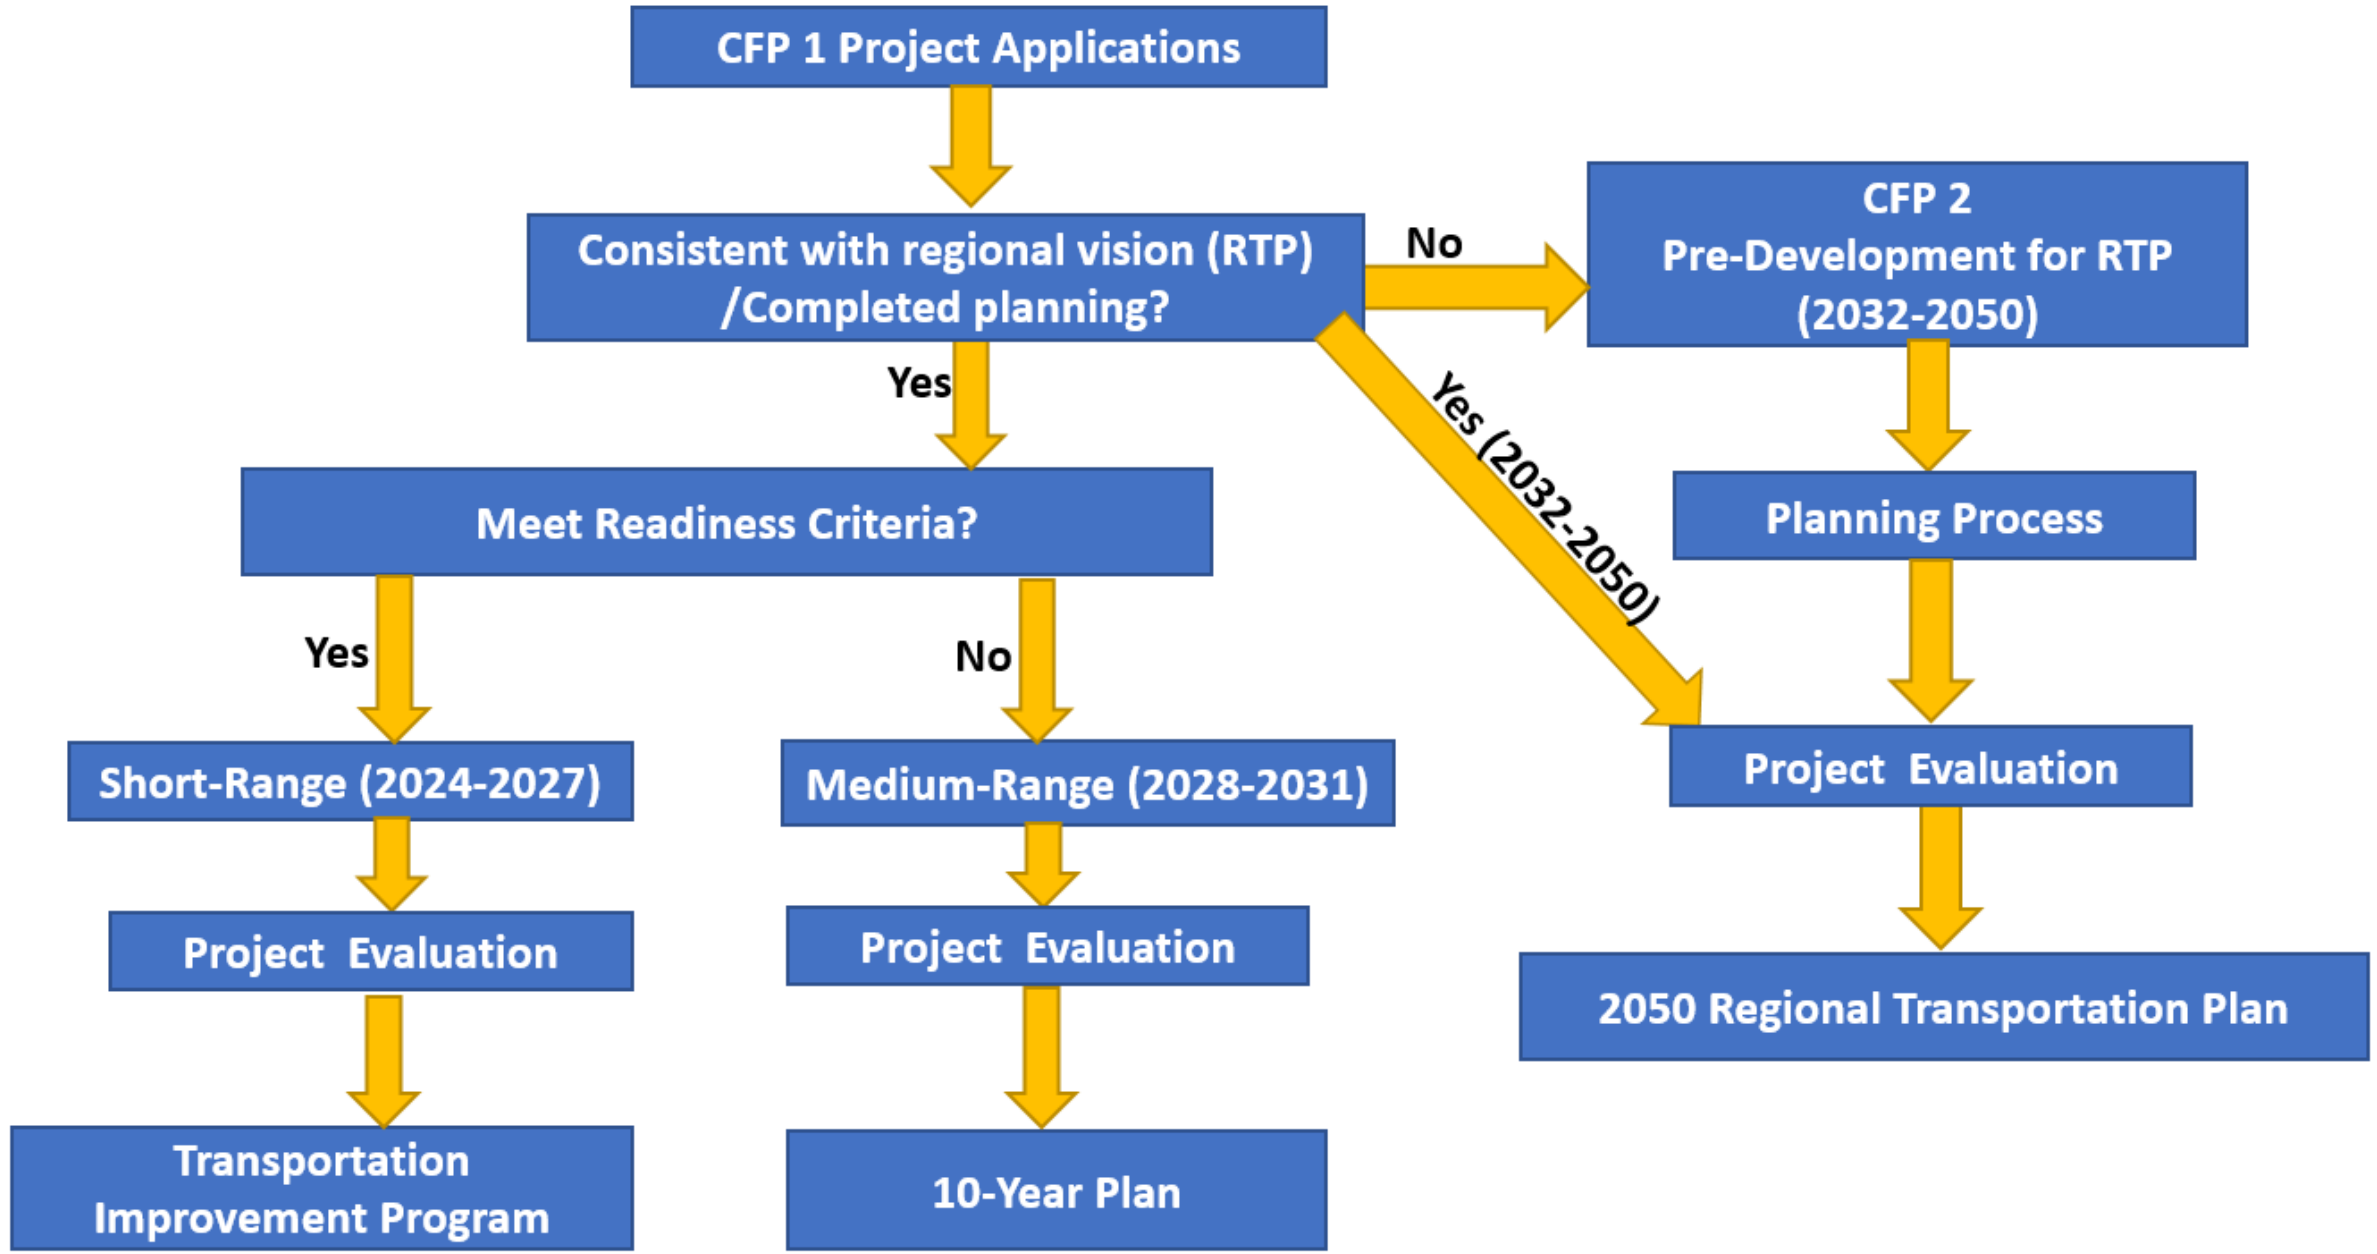 CFP 1 Project Applications
Consistent with regional vision (RTP)
/Completed planning?
No
CFP 2
Pre-Development for RTP
(2032-2050)
Yes
Yes (2032-2050)
Meet Readiness Criteria?
Planning Process
Yes
No
Short-Range (2024-2027)
Medium-Range (2028-2031)
Project Evaluation
Project Evaluation
Project Evaluation
2050 Regional Transportation Plan
Transportation
Improvement Program
10-Year Plan